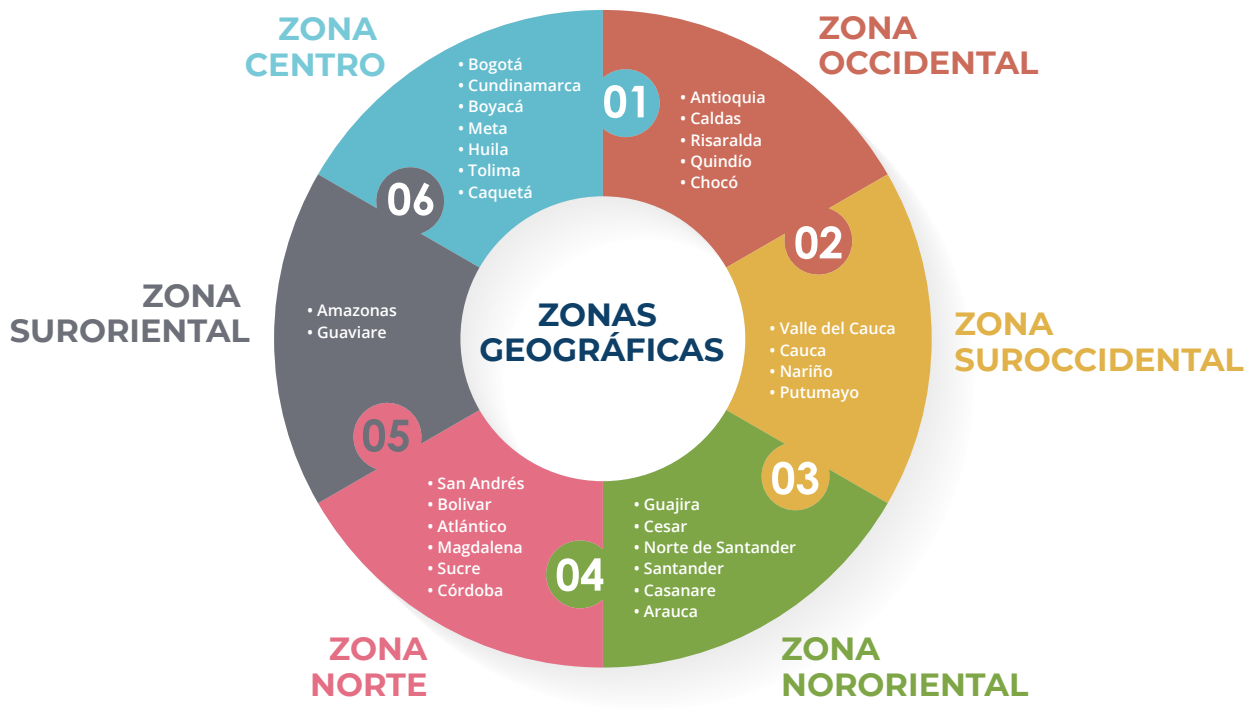 ZONAS
GEOGRÁFICAS
ZONA
CENTRO
• Bogotá
• Cundinamarca
• Boyacá
• Meta
• Huila
• Tolima
• Caquetá
01
ZONA
OCCIDENTAL
• Antioquia
• Caldas
• Risaralda
• Quindío
• Chocó
02
ZONA
SUROCCIDENTAL
• Valle del Cauca
• Cauca
• Nariño
• Putumayo
03
ZONA
NORORIENTAL
• Guajira
• Cesar
• Norte de Santander
• Santander
• Casanare
• Arauca
04
ZONA
NORTE
• San Andrés
• Bolivar
• Atlántico
• Magdalena
• Sucre
• Córdoba
05
ZONA
SURORIENTAL
• Amazonas
• Guaviare
06